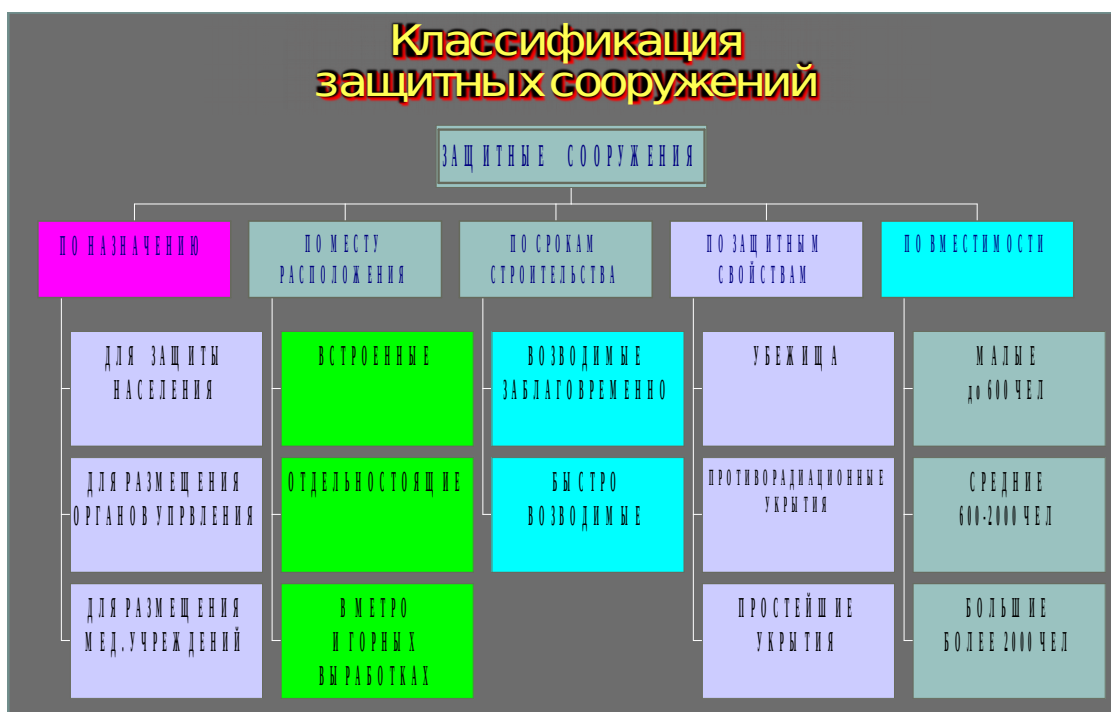 Классификация
защитных сооружений
ЗАЩИТНЫЕ СООРУЖЕНИЯ
ПО НАЗНАЧЕНИЮ
ПО МЕСТУ
РАСПОЛОЖЕНИЯ
ПО СРОКАМ
СТРОИТЕЛЬСТВА
ПО ЗАЩИТНЫМ
СВОЙСТВАМ
ПО ВМЕСТИМОСТИ
ДЛЯ ЗАЩИТЫ
НАСЕЛЕНИЯ
ДЛЯ РАЗМЕЩЕНИЯ
ОРГАНОВ УПРВЛЕНИЯ
ДЛЯ РАЗМЕЩЕНИЯ
МЕД.УЧРЕЖДЕНИЙ
ВСТРОЕННЫЕ
ОТДЕЛЬНОСТОЯЩИЕ
В МЕТРО
И ГОРНЫХ
ВЫРАБОТКАХ
ВОЗВОДИМЫЕ
ЗАБЛАГОВРЕМЕННО
БЫСТРО
ВОЗВОДИМЫЕ
УБЕЖИЩА
ПРОТИВОРАДИАЦИОННЫЕ
УКРЫТИЯ
ПРОСТЕЙШИЕ
УКРЫТИЯ
МАЛЫЕ
до 600 ЧЕЛ
СРЕДНИЕ
600-2000 ЧЕЛ
БОЛЬШИЕ
БОЛЕЕ 2000 ЧЕЛ